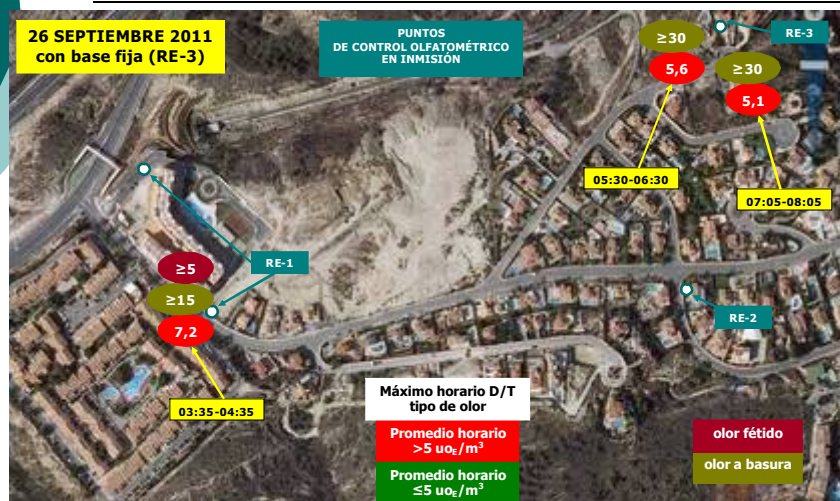 26 SEPTIEMBRE 2011
con base fija (RE-3)
PUNTOS
DE CONTROL OLFATOMÉTRICO
EN INMISIÓN
≥30
RE-3
5,6
≥30
5,1
05:30-06:30
07:05-08:05
≥5
RE-1
≥15
7,2
RE-2
03:35-04:35
Máximo horario D/T
tipo de olor
Promedio horario
>5 uoE/m³
Promedio horario
≤5 uoE/m³
olor fétido
olor a basura